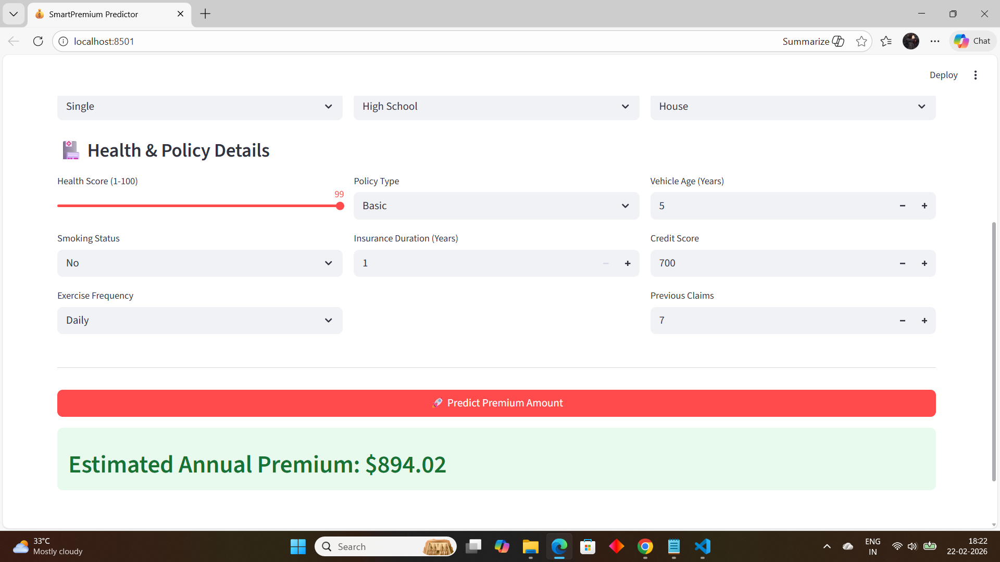 SmartPremium Predictor
localhost:8501
Summarize
Chat
Deploy
Single
High School
House
Health & Policy Details
Health Score (1-100)
Policy Type
Vehicle Age (Years)
99
Basic
5
Smoking Status
Insurance Duration (Years)
Credit Score
No
1
700
Exercise Frequency
Previous Claims
Daily
7
Predict Premium Amount
Estimated Annual Premium: $894.02
33°C
Mostly cloudy
Search
ENG
IN
18:22
22-02-2026